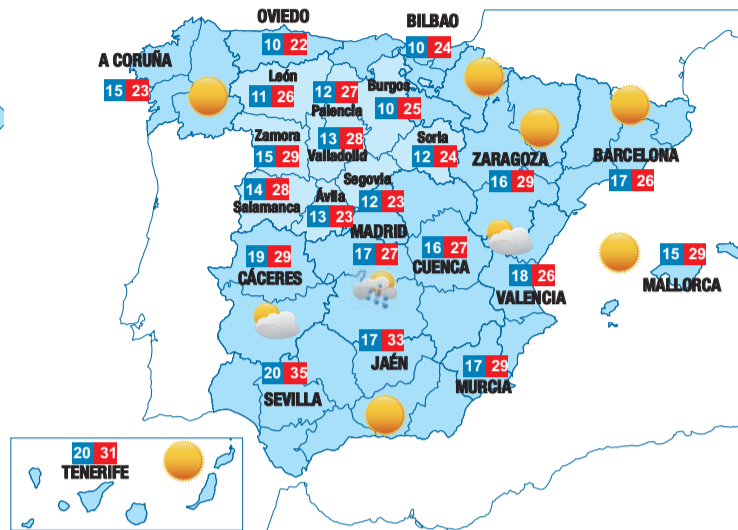 OVIEDO
10 22
BILBAO
10 24
A CORUÑA
15 23
León
11 26
12 27
Palencia
Burgos
10 25
Zamora
15 29
13 28
Valladolid
Soria
12 24
ZARAGOZA
16 29
BARCELONA
17 26
14 28
Salamanca
Ávila
13 23
Segovia
12 23
MADRID
17 27
16 27
CUENCA
19 29
CÁCERES
18 26
VALENCIA
15 29
MALLORCA
17 33
JAÉN
17 29
MURCIA
20 35
SEVILLA
20 31
TENERIFE